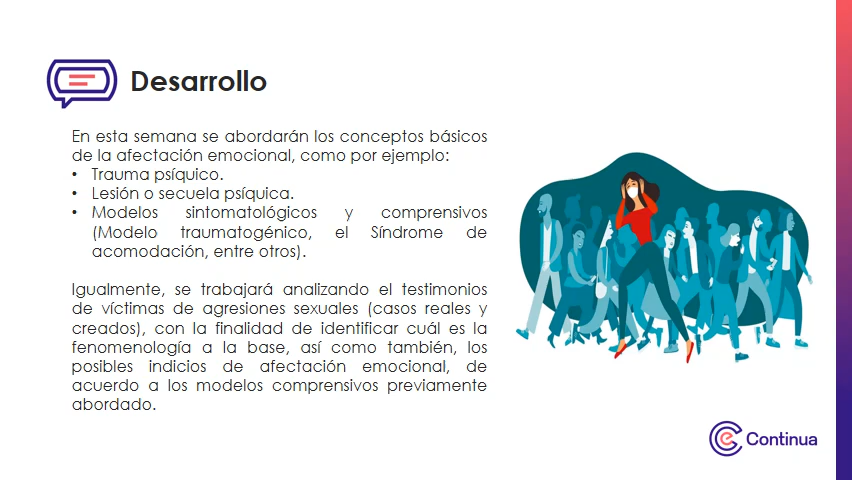 Desarrollo
En esta semana se abordarán los conceptos básicos
de la afectación emocional, como por ejemplo:
• Trauma psíquico.
• Lesión o secuela psíquica.
• Modelos sintomatológicos y comprensivos
(Modelo traumatogénico, el Síndrome de
acomodación, entre otros).
Igualmente, se trabajará analizando el testimonios
de víctimas de agresiones sexuales (casos reales y
creados), con la finalidad de identificar cuál es la
fenomenología a la base, así como también, los
posibles indicios de afectación emocional, de
acuerdo a los modelos comprensivos previamente
abordado.
Continua